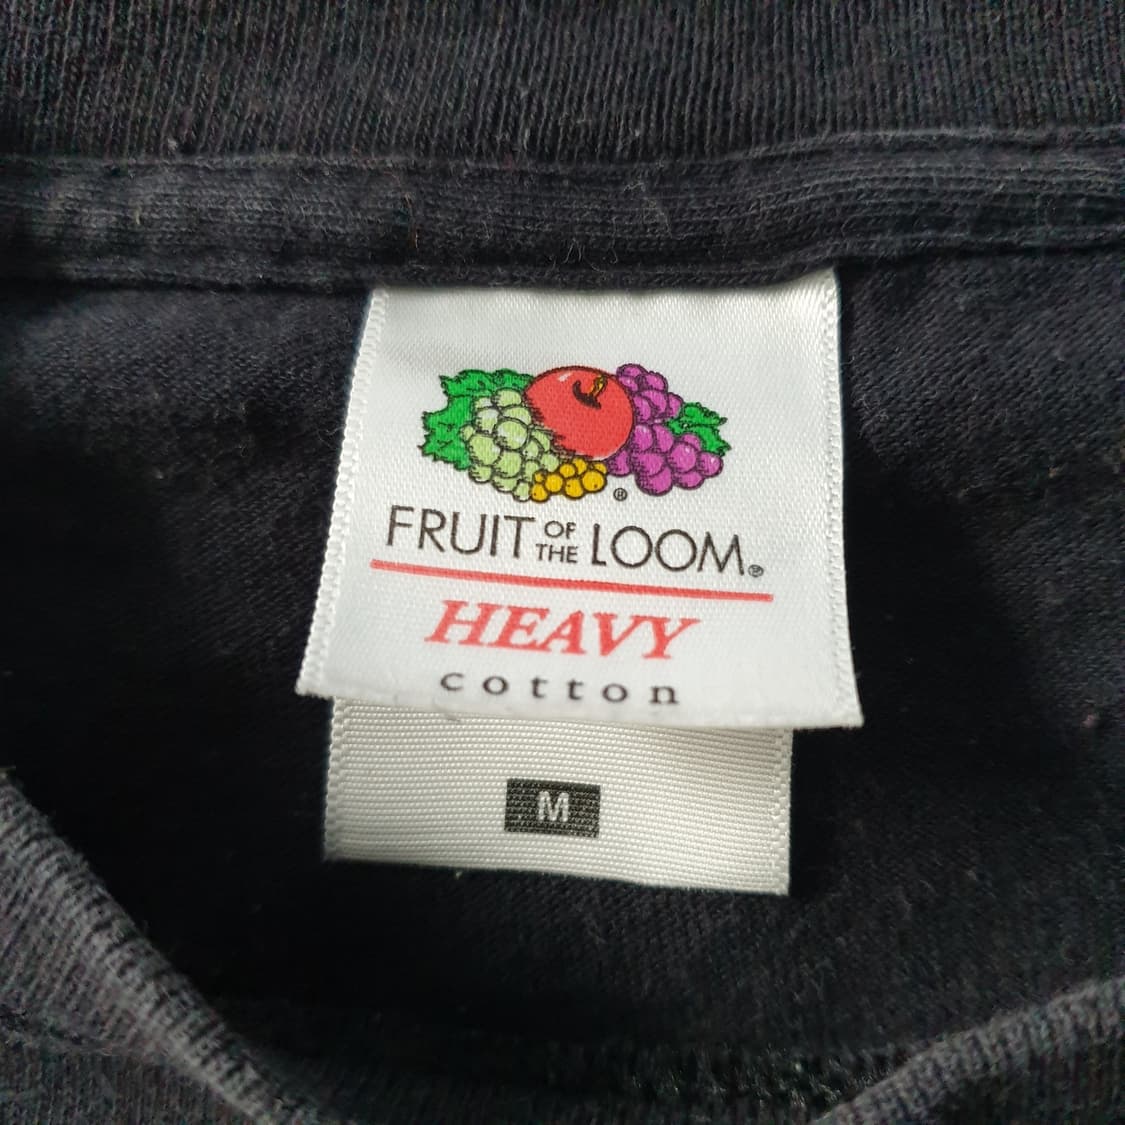 ®
FRUIT OF THE LOOM®
HEAVY
cotton
M